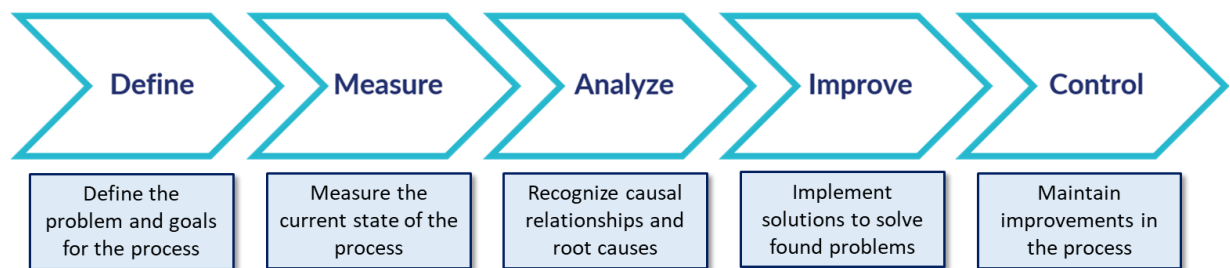 Define
Measure
Analyze
Improve
Control
Define the
problem and goals
for the process
Measure the
current state of the
process
Recognize causal
relationships and
root causes
Implement
solutions to solve
found problems
Maintain
improvements in
the process